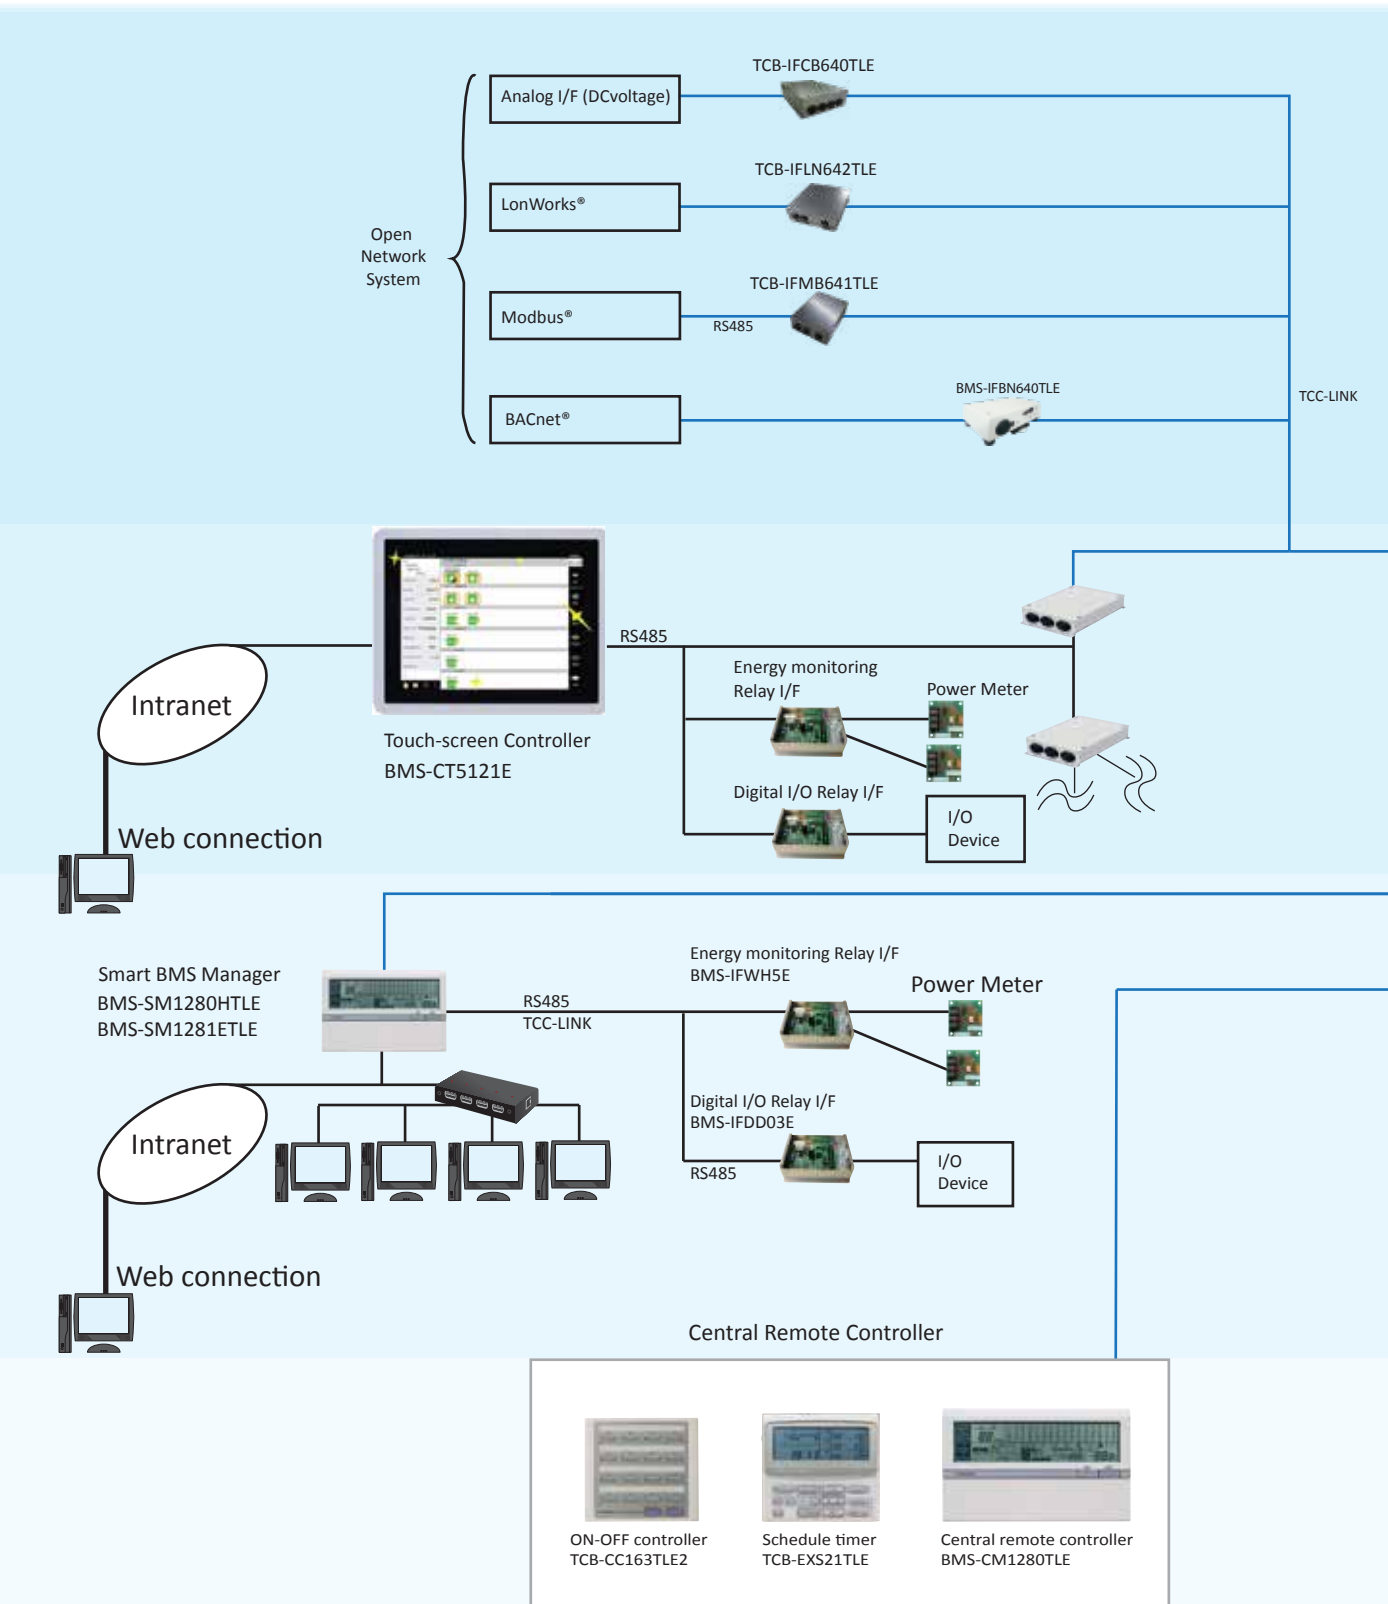 TCB-IFCB640TLE
Analog I/F (DCvoltage)
TCB-IFLN642TLE
LonWorks®
Open
Network
System
TCB-IFMB641TLE
Modbus®
RS485
BMS-IFBN640TLE
BACnet®
TCC-LINK
RS485
Energy monitoring
Relay I/F
Power Meter
Intranet
Touch-screen Controller
BMS-CT5121E
Digital I/O Relay I/F
I/O
Device
Web connection
Smart BMS Manager
BMS-SM1280HTLE
BMS-SM1281ETLE
RS485
TCC-LINK
Energy monitoring Relay I/F
BMS-IFWH5E
Power Meter
Digital I/O Relay I/F
BMS-IFDD03E
RS485
I/O
Device
Intranet
Web connection
Central Remote Controller
ON-OFF controller
TCB-CC163TLE2
Schedule timer
TCB-EXS21TLE
Central remote controller
BMS-CM1280TLE